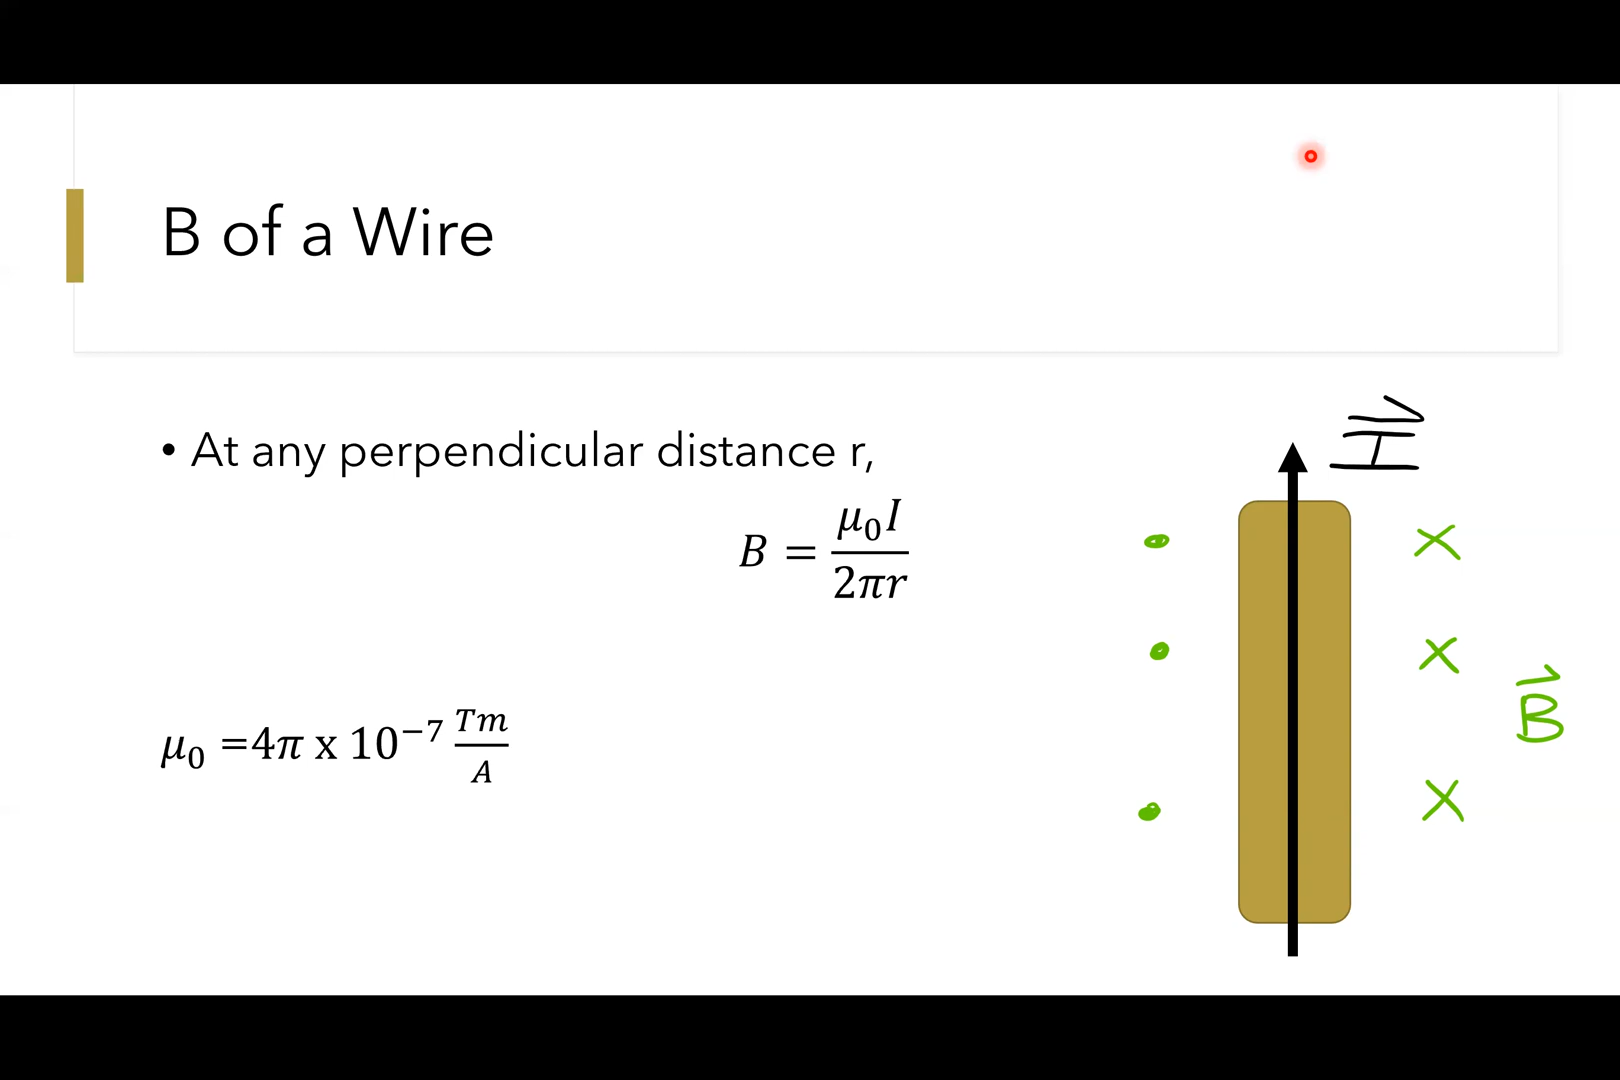 B of a Wire
• At any perpendicular distance r,
B = μ₀I / 2πr
μ₀ =4π x 10⁻⁷ Tm/A
I⃗
• ×
• ×
B⃗
• ×